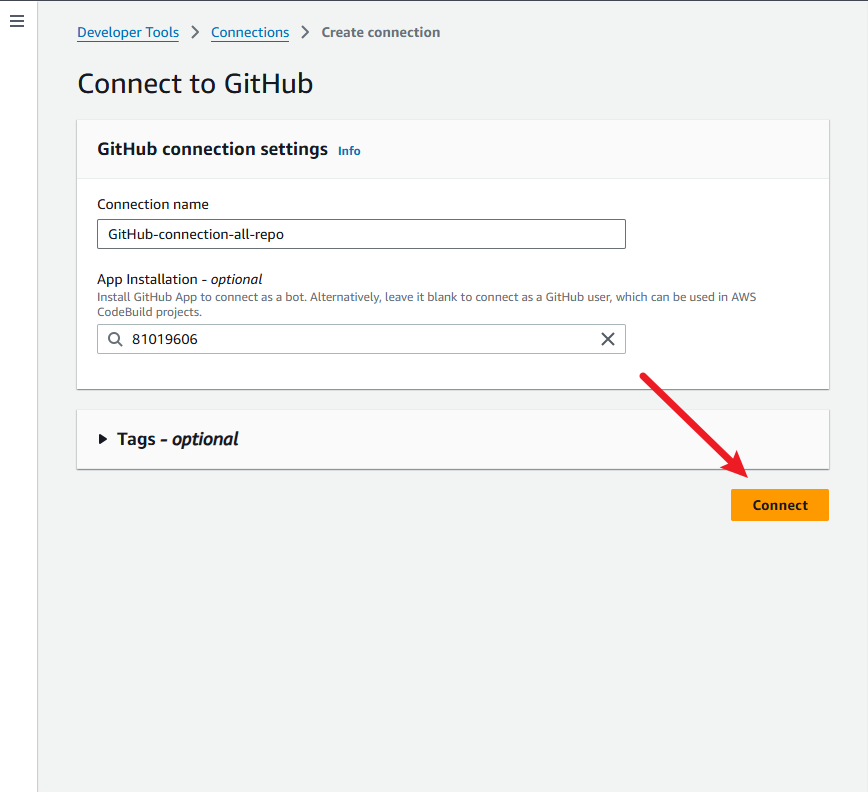 Developer Tools > Connections > Create connection
Connect to GitHub
GitHub connection settings Info
Connection name
GitHub-connection-all-repo
App Installation - optional
Install GitHub App to connect as a bot. Alternatively, leave it blank to connect as a GitHub user, which can be used in AWS
CodeBuild projects.
81019606
Tags - optional
Connect